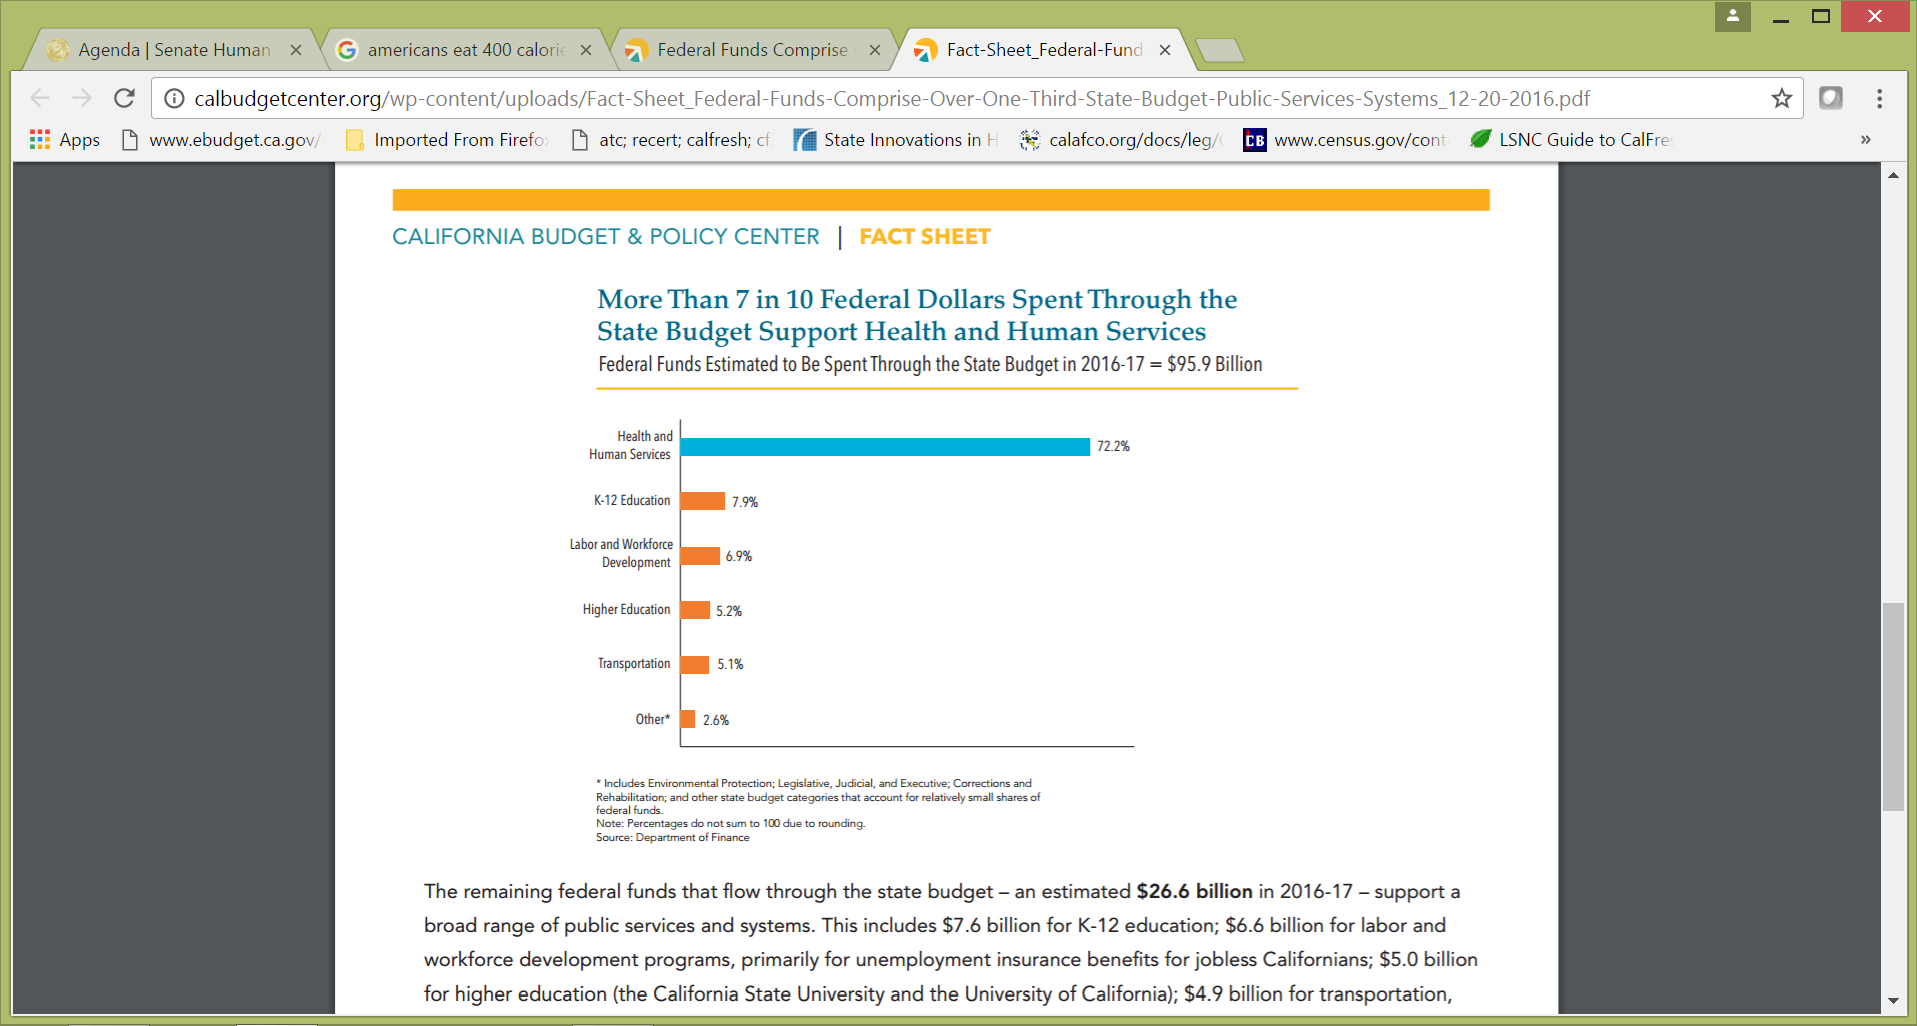 Agenda | Senate Human
americans eat 400 calorie
Federal Funds Comprise
Fact-Sheet_Federal-Fund
calbudgetcenter.org/wp-content/uploads/Fact-Sheet_Federal-Funds-Comprise-Over-One-Third-State-Budget-Public-Services-Systems_12-20-2016.pdf
Apps
www.ebudget.ca.gov/
Imported From Firefo
atc; recert; calfresh; cf
State Innovations in H
calafco.org/docs/leg/
CB
www.census.gov/cont
LSNC Guide to CalFre
»
CALIFORNIA BUDGET & POLICY CENTER | FACT SHEET
More Than 7 in 10 Federal Dollars Spent Through the
State Budget Support Health and Human Services
Federal Funds Estimated to Be Spent Through the State Budget in 2016-17 = $95.9 Billion
Health and
Human Services
72.2%
K-12 Education
7.9%
Labor and Workforce
Development
6.9%
Higher Education
5.2%
Transportation
5.1%
Other*
2.6%
* Includes Environmental Protection; Legislative, Judicial, and Executive; Corrections and
Rehabilitation; and other state budget categories that account for relatively small shares of
federal funds.
Note: Percentages do not sum to 100 due to rounding.
Source: Department of Finance
The remaining federal funds that flow through the state budget – an estimated $26.6 billion in 2016-17 – support a
broad range of public services and systems. This includes $7.6 billion for K-12 education; $6.6 billion for labor and
workforce development programs, primarily for unemployment insurance benefits for jobless Californians; $5.0 billion
for higher education (the California State University and the University of California); $4.9 billion for transportation,